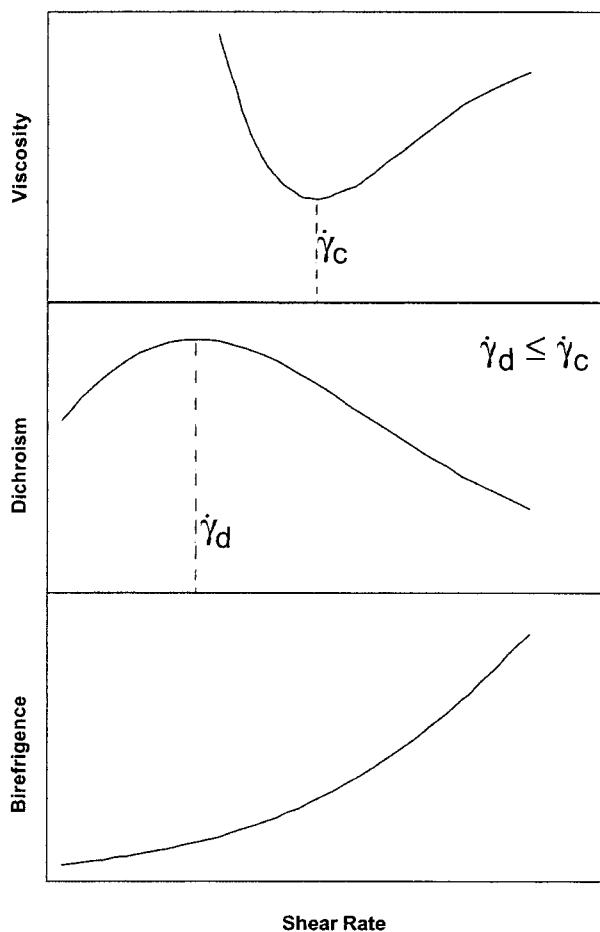 Viscosity
γ̇c
Dichroism
γ̇d ≤ γ̇c
γ̇d
Birefrigence
Shear Rate